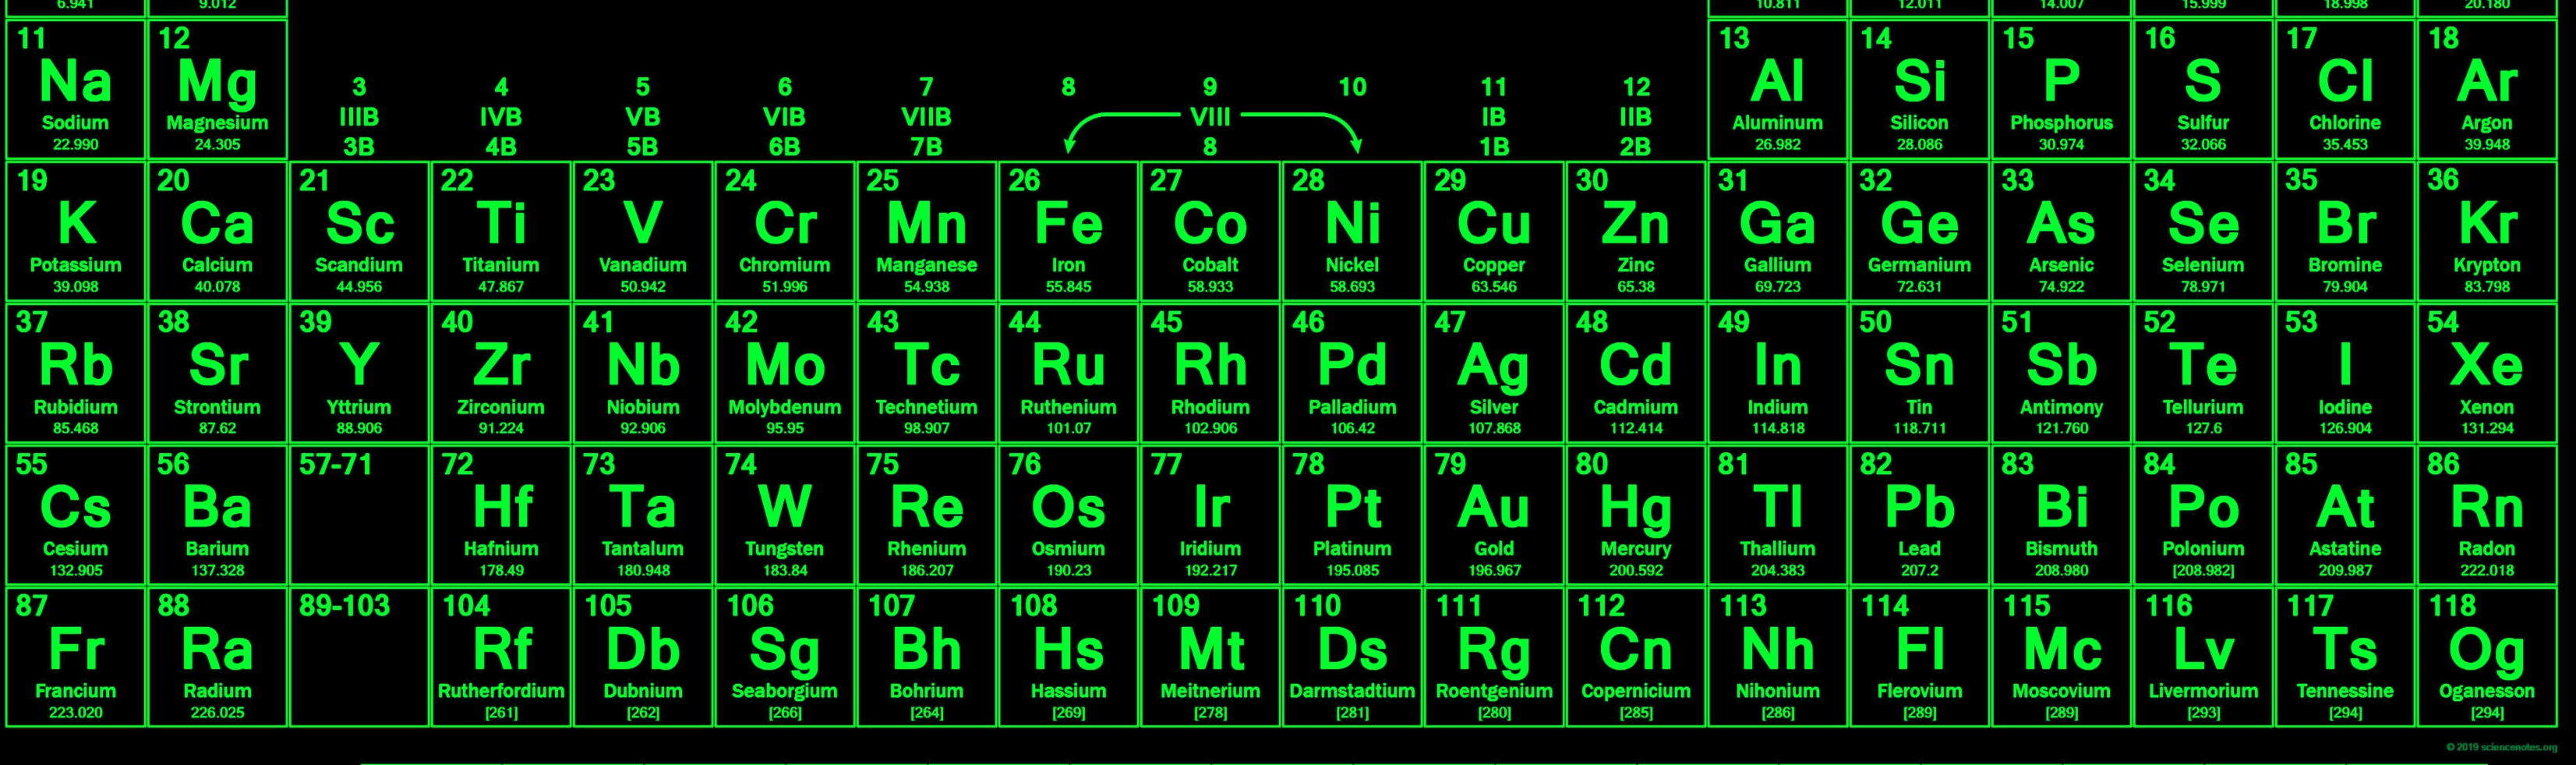 6.941 9.012 10.811 12.011 14.007 15.999 18.998 20.180
11 12 13 14 15 16 17 18
Na Mg Al Si P S Cl Ar
Sodium Magnesium Aluminum Silicon Phosphorus Sulfur Chlorine Argon
22.990 24.305 26.982 28.086 30.974 32.066 35.453 39.948
3 4 5 6 7 8 9 10 11 12
IIIB IVB VB VIB VIIB VIII IB IIB
3B 4B 5B 6B 7B 8 1B 2B
19 20 21 22 23 24 25 26 27 28 29 30 31 32 33 34 35 36
K Ca Sc Ti V Cr Mn Fe Co Ni Cu Zn Ga Ge As Se Br Kr
Potassium Calcium Scandium Titanium Vanadium Chromium Manganese Iron Cobalt Nickel Copper Zinc Gallium Germanium Arsenic Selenium Bromine Krypton
39.098 40.078 44.956 47.867 50.942 51.996 54.938 55.845 58.933 58.693 63.546 65.38 69.723 72.631 74.922 78.971 79.904 83.798
37 38 39 40 41 42 43 44 45 46 47 48 49 50 51 52 53 54
Rb Sr Y Zr Nb Mo Tc Ru Rh Pd Ag Cd In Sn Sb Te I Xe
Rubidium Strontium Yttrium Zirconium Niobium Molybdenum Technetium Ruthenium Rhodium Palladium Silver Cadmium Indium Tin Antimony Tellurium Iodine Xenon
85.468 87.62 88.906 91.224 92.906 95.95 98.907 101.07 102.906 106.42 107.868 112.414 114.818 118.711 121.760 127.6 126.904 131.294
55 56 57-71 72 73 74 75 76 77 78 79 80 81 82 83 84 85 86
Cs Ba Hf Ta W Re Os Ir Pt Au Hg Tl Pb Bi Po At Rn
Cesium Barium Hafnium Tantalum Tungsten Rhenium Osmium Iridium Platinum Gold Mercury Thallium Lead Bismuth Polonium Astatine Radon
132.905 137.328 178.49 180.948 183.84 186.207 190.23 192.217 195.085 196.967 200.592 204.383 207.2 208.980 [208.982] 209.987 222.018
87 88 89-103 104 105 106 107 108 109 110 111 112 113 114 115 116 117 118
Fr Ra Rf Db Sg Bh Hs Mt Ds Rg Cn Nh Fl Mc Lv Ts Og
Francium Radium Rutherfordium Dubnium Seaborgium Bohrium Hassium Meitnerium Darmstadtium Roentgenium Copernicium Nihonium Flerovium Moscovium Livermorium Tennessine Oganesson
223.020 226.025 [261] [262] [266] [264] [269] [278] [281] [280] [285] [286] [289] [289] [293] [294] [294]
© 2019 sciencenotes.org